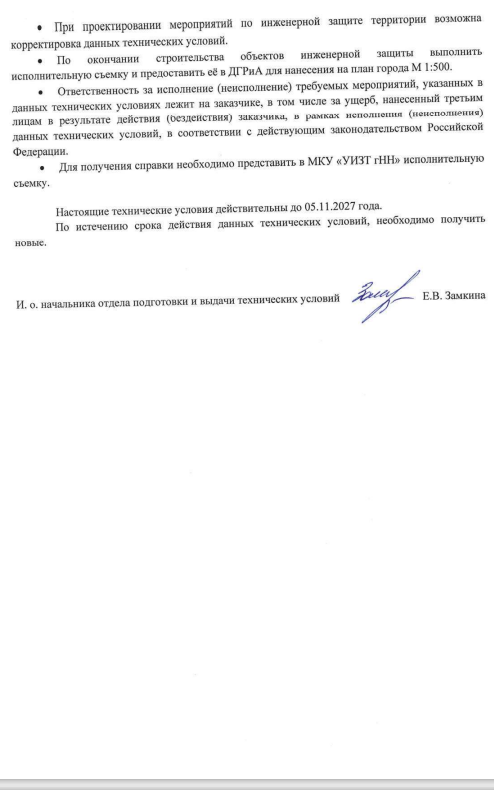 • При проектировании мероприятий по инженерной защите территории возможна
корректировка данных технических условий.
• По окончании строительства объектов инженерной защиты выполнить
исполнительную съемку и предоставить её в ДГРиА для нанесения на план города М 1:500.
• Ответственность за исполнение (неисполнение) требуемых мероприятий, указанных в
данных технических условиях лежит на заказчике, в том числе за ущерб, нанесенный третьим
лицам в результате действия (бездействия) заказчика, в рамках исполнения (неисполнения)
данных технических условий, в соответствии с действующим законодательством Российской
Федерации.
• Для получения справки необходимо представить в МКУ «УИЗТ гНН» исполнительную
съемку.
Настоящие технические условия действительны до 05.11.2027 года.
По истечению срока действия данных технических условий, необходимо получить
новые.
И. о. начальника отдела подготовки и выдачи технических условий Е.В. Замкина